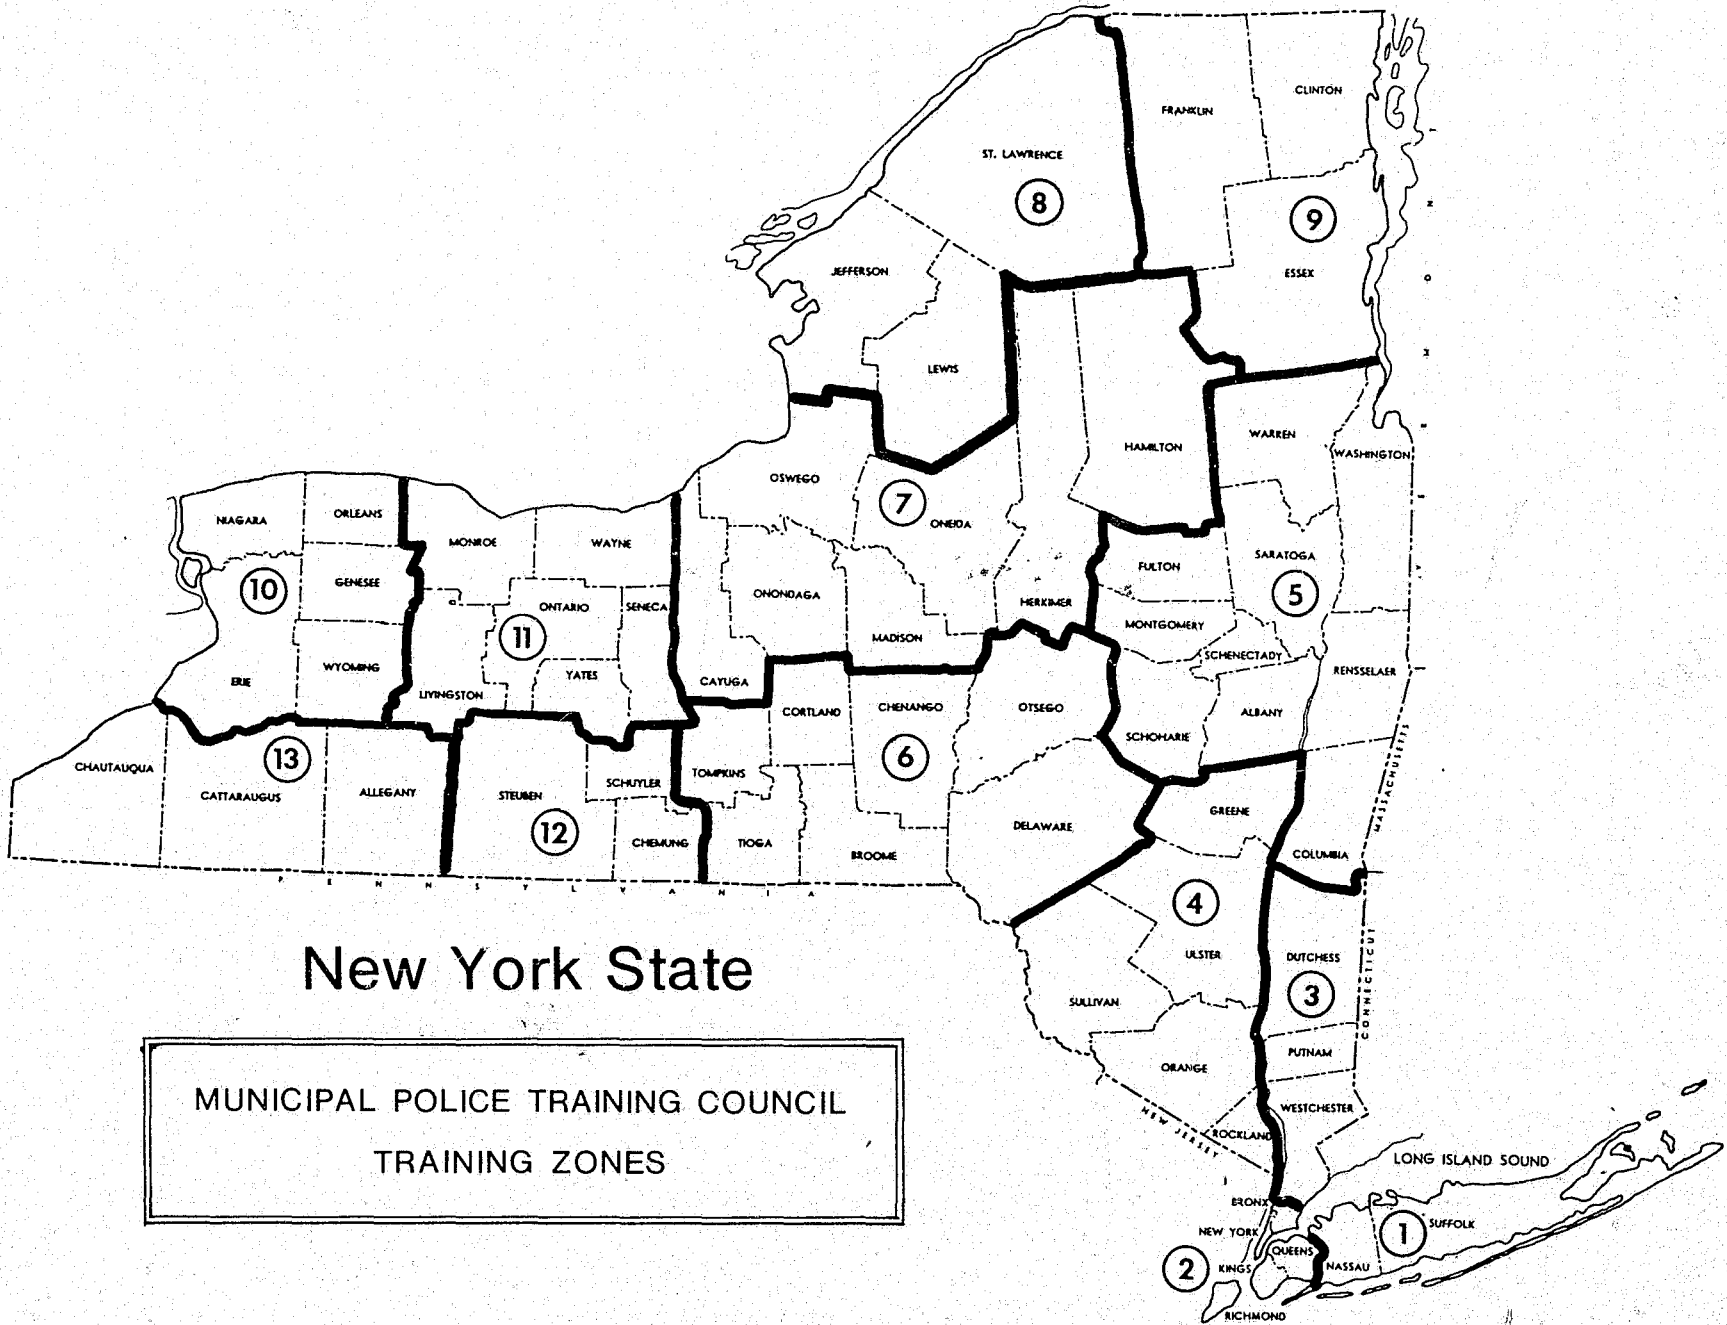 FRANKLIN
CLINTON
ST. LAWRENCE
8
9
ESSEX
JEFFERSON
LEWIS
HAMILTON
WARREN
WASHINGTON
OSWEGO
7
ONEIDA
HERKIMER
FULTON
SARATOGA
5
MONTGOMERY
SCHENECTADY
RENSSELAER
ALBANY
SCHOHARIE
NIAGARA
ORLEANS
MONROE
WAYNE
10
GENESEE
ONTARIO
SENECA
ONONDAGA
11
MADISON
WYOMING
ERIE
LIVINGSTON
YATES
CAYUGA
CORTLAND
CHENANGO
OTSEGO
6
CHAUTAUQUA
13
CATTARAUGUS
ALLEGANY
STEUBEN
SCHUYLER
TOMPKINS
12
CHEMUNG
TIOGA
BROOME
DELAWARE
GREENE
COLUMBIA
MASSACHUSETTS
PENNSYLVANIA
4
ULSTER
DUTCHESS
3
CONNECTICUT
SULLIVAN
ORANGE
PUTNAM
WESTCHESTER
ROCKLAND
NEW JERSEY
LONG ISLAND SOUND
BRONX
NEW YORK
QUEENS
1
SUFFOLK
2
KINGS
NASSAU
RICHMOND
New York State
MUNICIPAL POLICE TRAINING COUNCIL
TRAINING ZONES